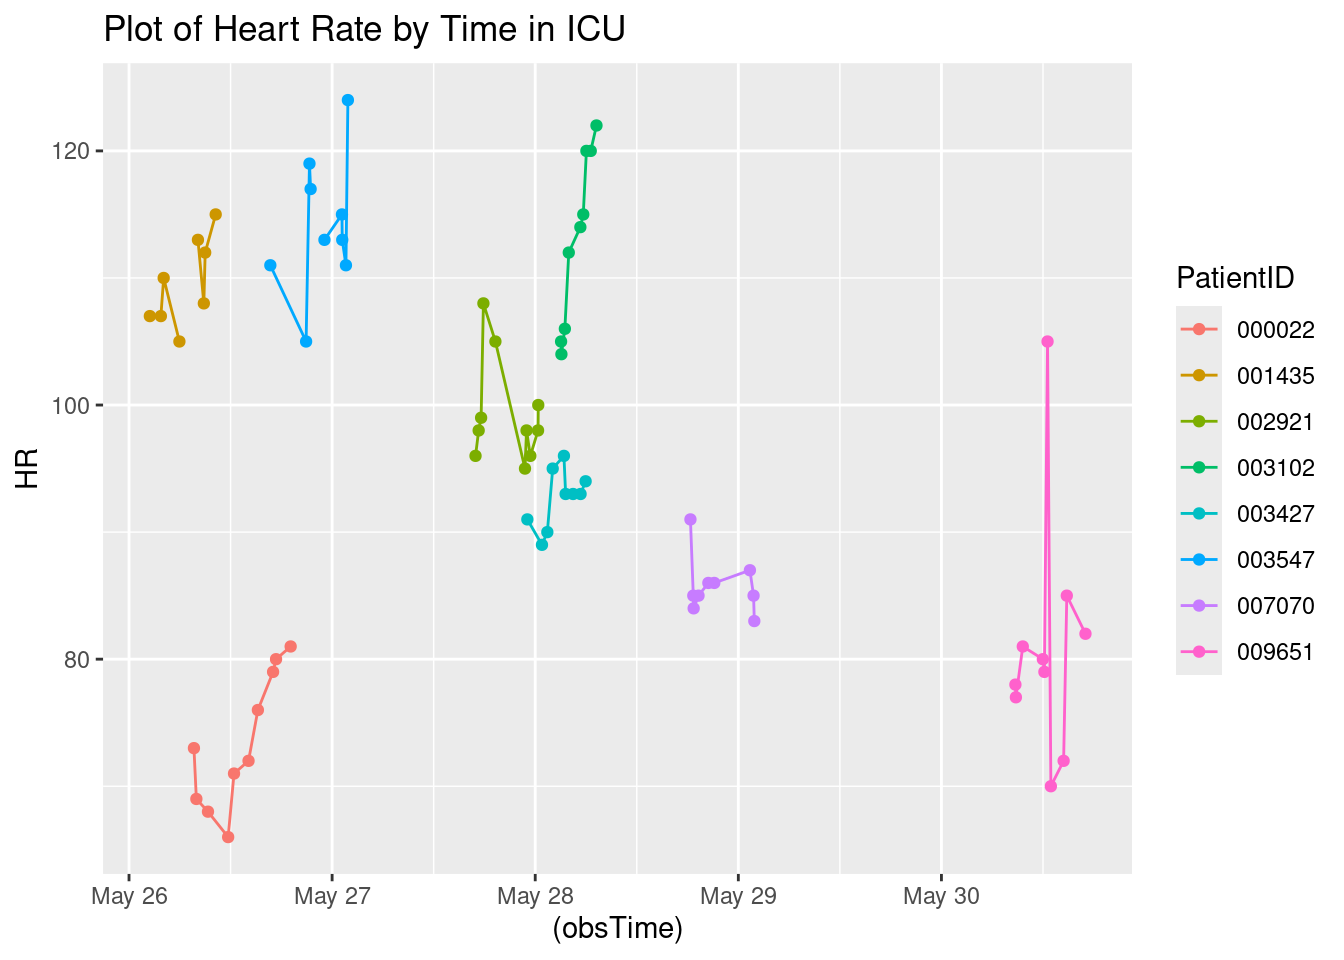 Plot of Heart Rate by Time in ICU
HR
120
100
80
May 26 May 27 May 28 May 29 May 30
(obsTime)
PatientID
000022
001435
002921
003102
003427
003547
007070
009651